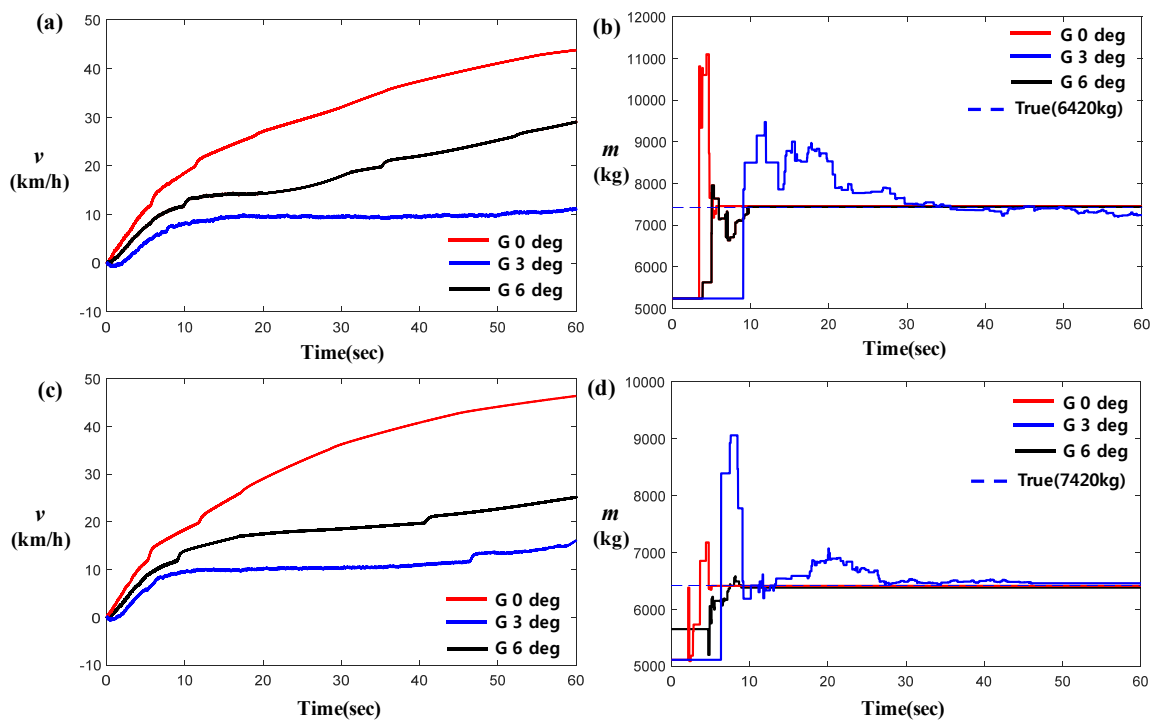 (a)
50
40
30
20
10
0
-10
v
(km/h)
G 0 deg
G 3 deg
G 6 deg
0 10 20 30 40 50 60
Time(sec)
(b)
12000
11000
10000
9000
8000
7000
6000
5000
m
(kg)
G 0 deg
G 3 deg
G 6 deg
True(6420kg)
0 10 20 30 40 50 60
Time(sec)
(c)
50
40
30
20
10
0
-10
v
(km/h)
G 0 deg
G 3 deg
G 6 deg
0 10 20 30 40 50 60
Time(sec)
(d)
10000
9000
8000
7000
6000
5000
m
(kg)
G 0 deg
G 3 deg
G 6 deg
True(7420kg)
0 10 20 30 40 50 60
Time(sec)